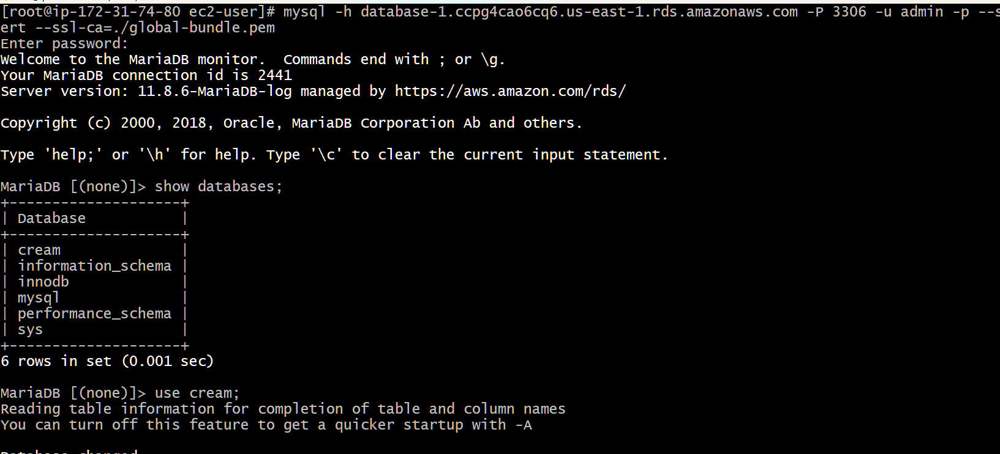 [root@ip-172-31-74-80 ec2-user]# mysql -h database-1.ccpg4cao6cq6.us-east-1.rds.amazonaws.com -P 3306 -u admin -p --s
ert --ssl-ca=./global-bundle.pem
Enter password:
Welcome to the MariaDB monitor.  Commands end with ; or \g.
Your MariaDB connection id is 2441
Server version: 11.8.6-MariaDB-log managed by https://aws.amazon.com/rds/
Copyright (c) 2000, 2018, Oracle, MariaDB Corporation Ab and others.
Type 'help;' or '\h' for help. Type '\c' to clear the current input statement.
MariaDB [(none)]> show databases;
+--------------------+
| Database           |
+--------------------+
| cream              |
| information_schema |
| innodb             |
| mysql              |
| performance_schema |
| sys                |
+--------------------+
6 rows in set (0.001 sec)
MariaDB [(none)]> use cream;
Reading table information for completion of table and column names
You can turn off this feature to get a quicker startup with -A
Database changed